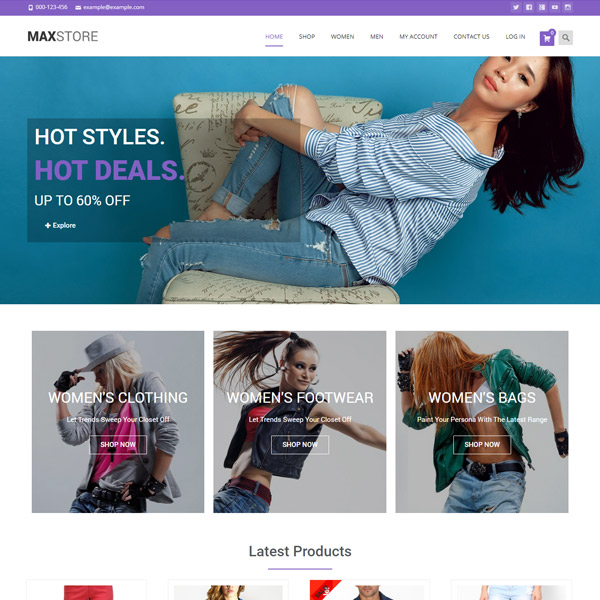 000-123-456 example@example.com
MAXSTORE
HOME SHOP WOMEN MEN MY ACCOUNT CONTACT US LOG IN 0
HOT STYLES.
HOT DEALS.
UP TO 60% OFF
+ Explore
WOMEN'S CLOTHING
Let Trends Sweep Your Closet Off
SHOP NOW
WOMEN'S FOOTWEAR
Let Trends Sweep Your Closet Off
SHOP NOW
WOMEN'S BAGS
Paint Your Persona With The Latest Range
SHOP NOW
Latest Products